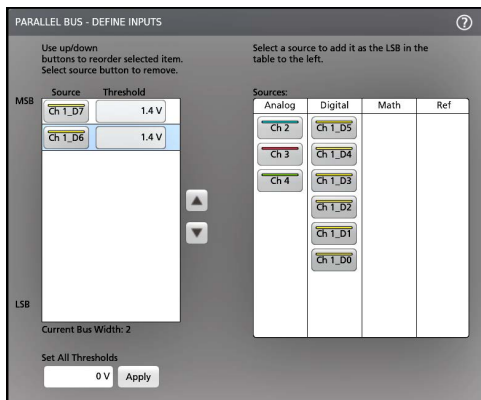 PARALLEL BUS - DEFINE INPUTS
?
Use up/down
buttons to reorder selected item.
Select source button to remove.
Select a source to add it as the LSB in the
table to the left.
Source Threshold
MSB
Ch 1_D7 1.4 V
Ch 1_D6 1.4 V
LSB
Current Bus Width: 2
Set All Thresholds
0 V Apply
Sources:
Analog Digital Math Ref
Ch 2 Ch 1_D5
Ch 3 Ch 1_D4
Ch 4 Ch 1_D3
Ch 1_D2
Ch 1_D1
Ch 1_D0